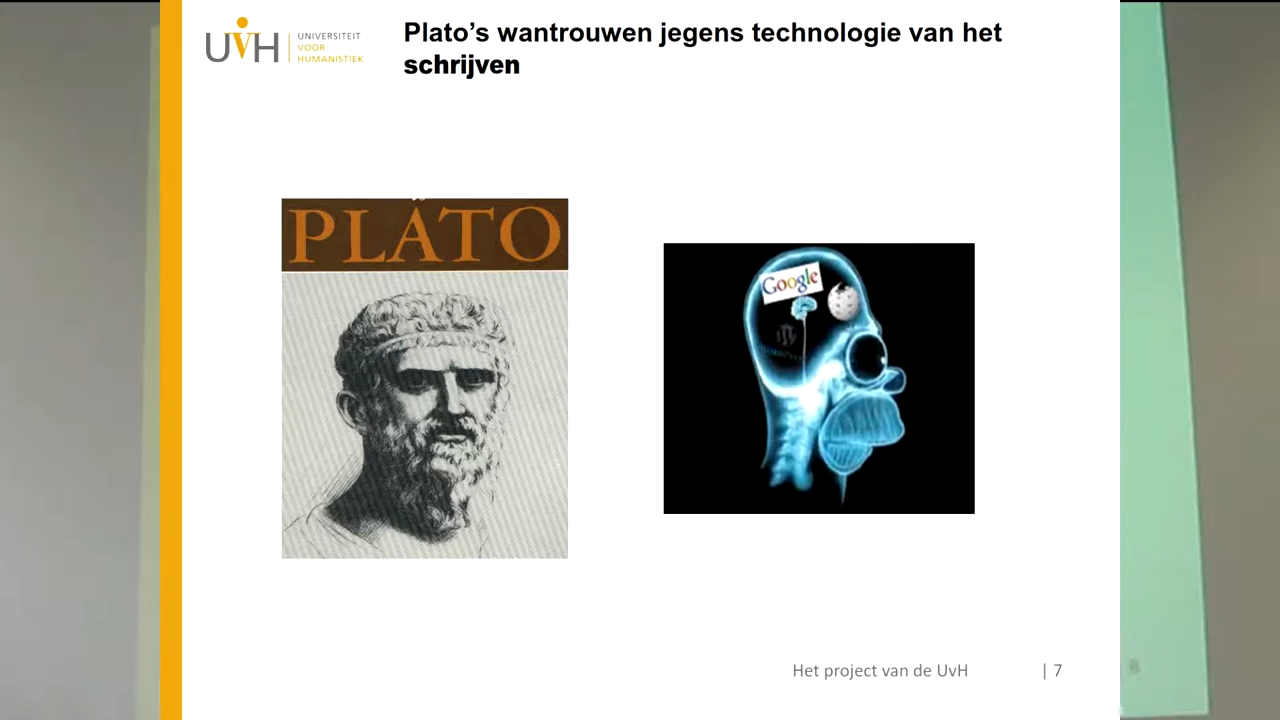 UvH
UNIVERSITEIT
VOOR
HUMANISTIEK
Plato’s wantrouwen jegens technologie van het
schrijven
PLATO
Google
Het project van de UvH | 7